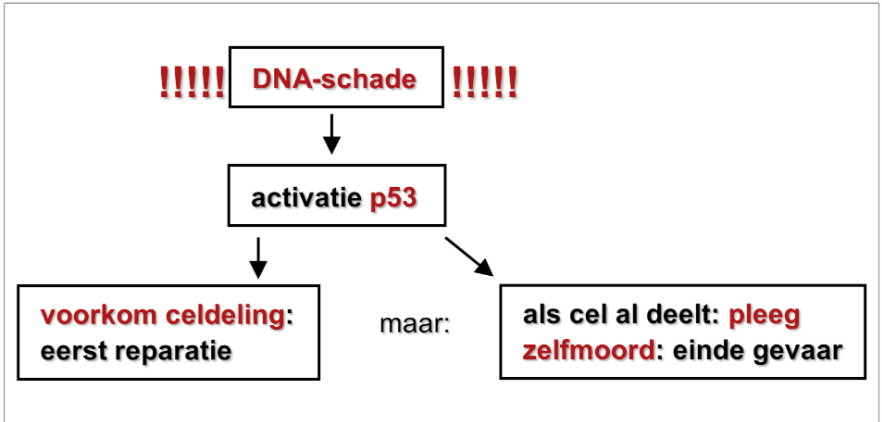 !!!!! DNA-schade !!!!!
activatie p53
voorkom celdeling:
eerst reparatie
maar:
als cel al deelt: pleeg
zelfmoord: einde gevaar